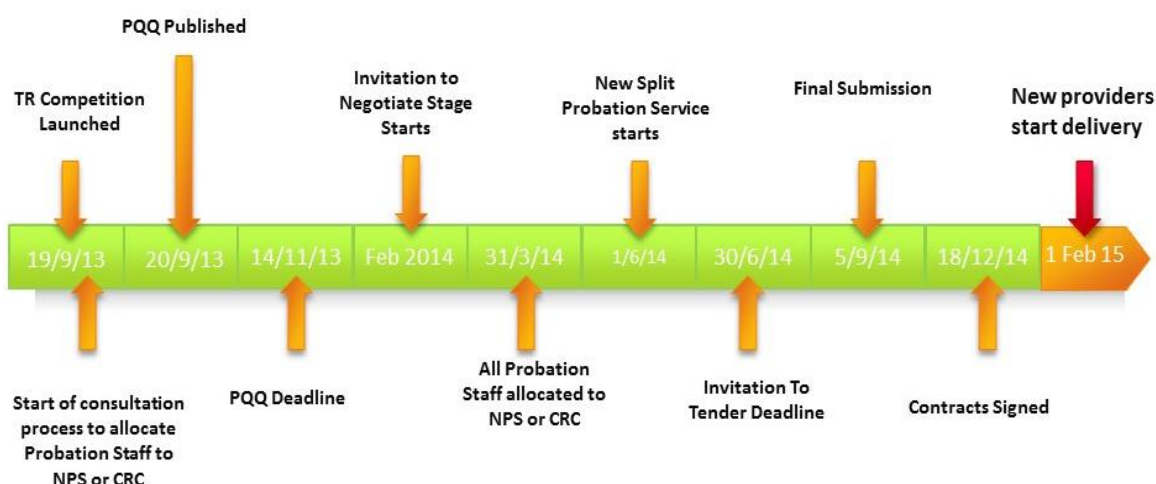 PQQ Published
TR Competition
Launched
Invitation to
Negotiate Stage
Starts
New Split
Probation Service
starts
Final Submission
New providers
start delivery
19/9/13
20/9/13
14/11/13
Feb 2014
31/3/14
1/6/14
30/6/14
5/9/14
18/12/14
1 Feb 15
Start of consultation
process to allocate
Probation Staff to
NPS or CRC
PQQ Deadline
All Probation
Staff allocated to
NPS or CRC
Invitation To
Tender Deadline
Contracts Signed